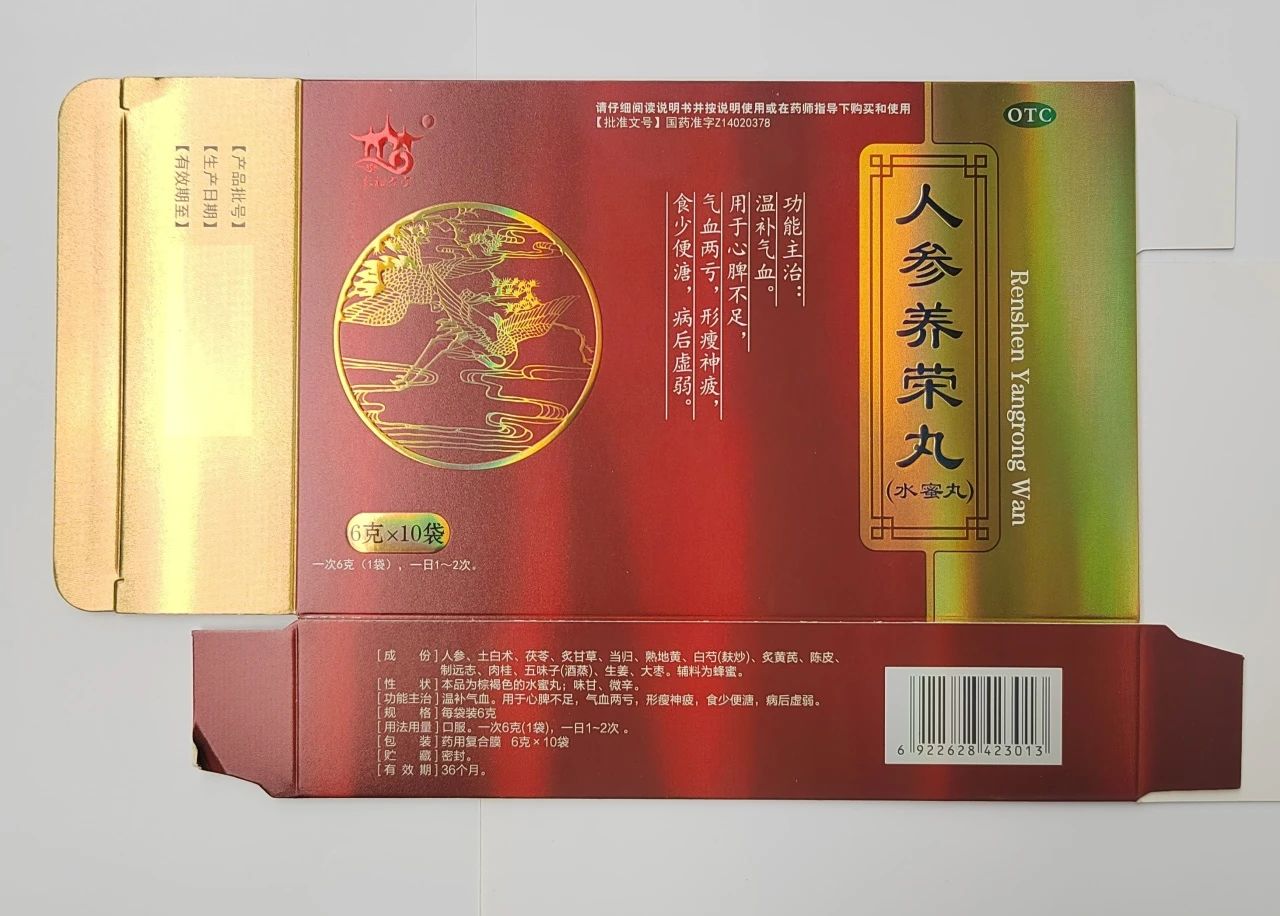 请仔细阅读说明书并按说明使用或在药师指导下购买和使用
【批准文号】国药准字Z14020378
OTC
人参养荣丸
(水蜜丸)
Renshen Yangrong Wan
功能主治：
温补气血。
用于心脾不足，
气血两亏，形瘦神疲，
食少便溏，病后虚弱。
6克×10袋
一次6克（1袋），一日1～2次。
【产品批号】
【生产日期】
【有效期至】
[成　份]人参、土白术、茯苓、炙甘草、当归、熟地黄、白芍(麸炒)、炙黄芪、陈皮、
制远志、肉桂、五味子(酒蒸)、生姜、大枣。辅料为蜂蜜。
[性　状]本品为棕褐色的水蜜丸；味甘、微辛。
[功能主治]温补气血。用于心脾不足，气血两亏，形瘦神疲，食少便溏，病后虚弱。
[规　格]每袋装6克
[用法用量]口服。一次6克(1袋)，一日1~2次 。
[包　装]药用复合膜 6克×10袋
[贮　藏]密封。
[有 效 期]36个月。
6 922628 423013